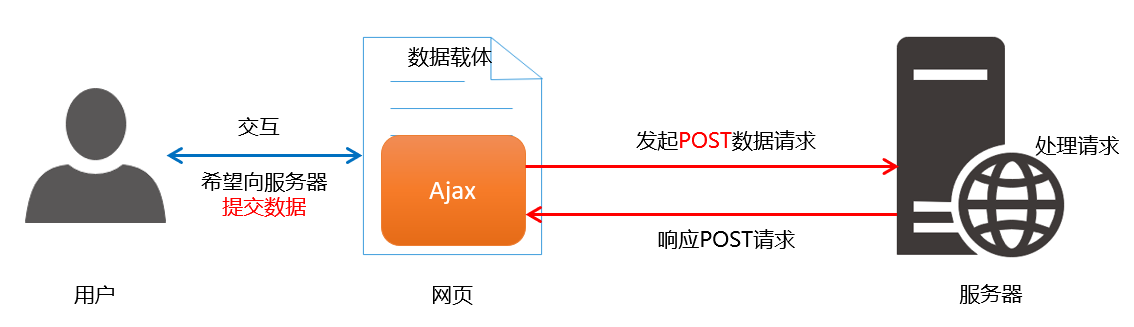 数据载体
交互
希望向服务器
提交数据
Ajax
发起POST数据请求
响应POST请求
处理请求
用户
网页
服务器